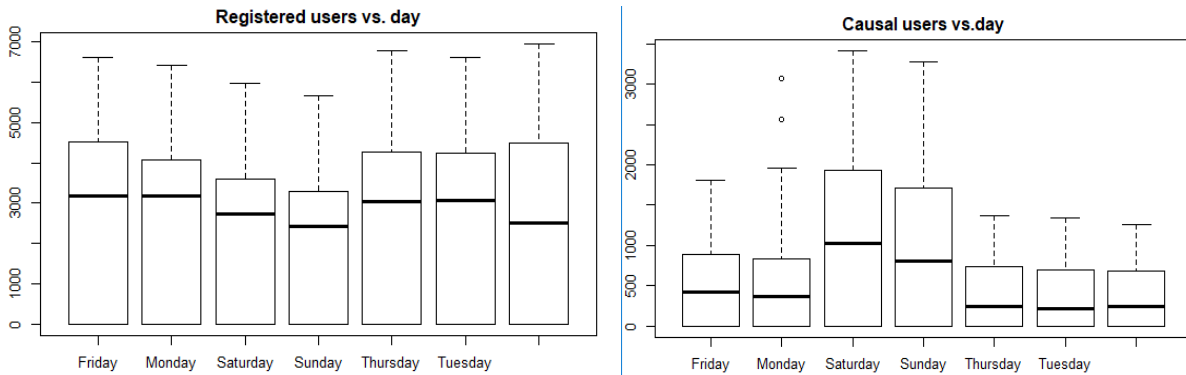 Registered users vs. day
7000
5000
3000
1000
0
Friday Monday Saturday Sunday Thursday Tuesday
Causal users vs.day
3000
2000
1000
500
0
Friday Monday Saturday Sunday Thursday Tuesday